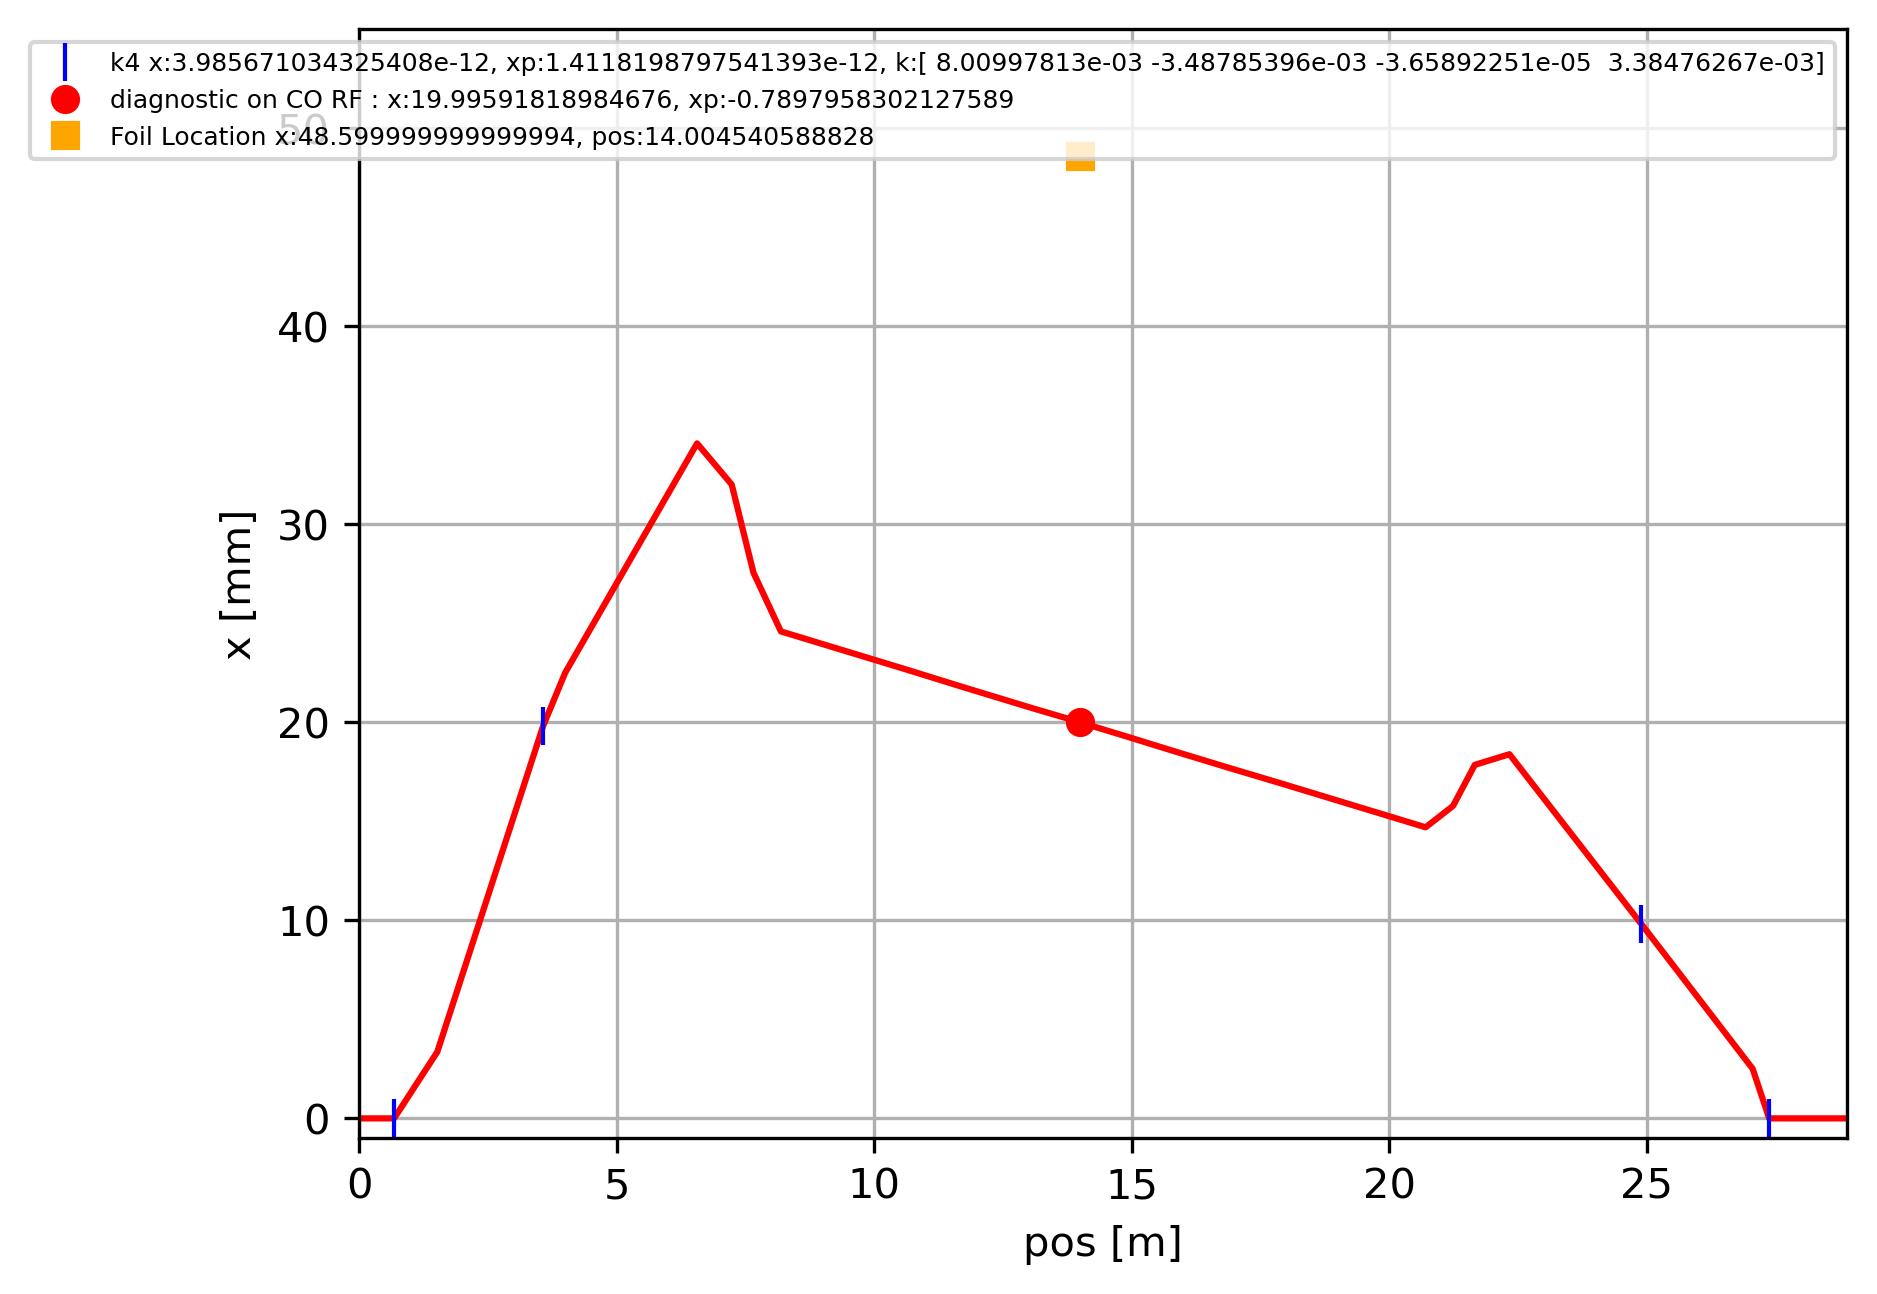 k4 x:3.985671034325408e-12, xp:1.4118198797541393e-12, k:[ 8.00997813e-03 -3.48785396e-03 -3.65892251e-05  3.38476267e-03]
diagnostic on CO RF : x:19.99591818984676, xp:-0.7897958302127589
Foil Location x:48.599999999999994, pos:14.004540588828
50
40
30
20
10
0
x [mm]
0 5 10 15 20 25
pos [m]